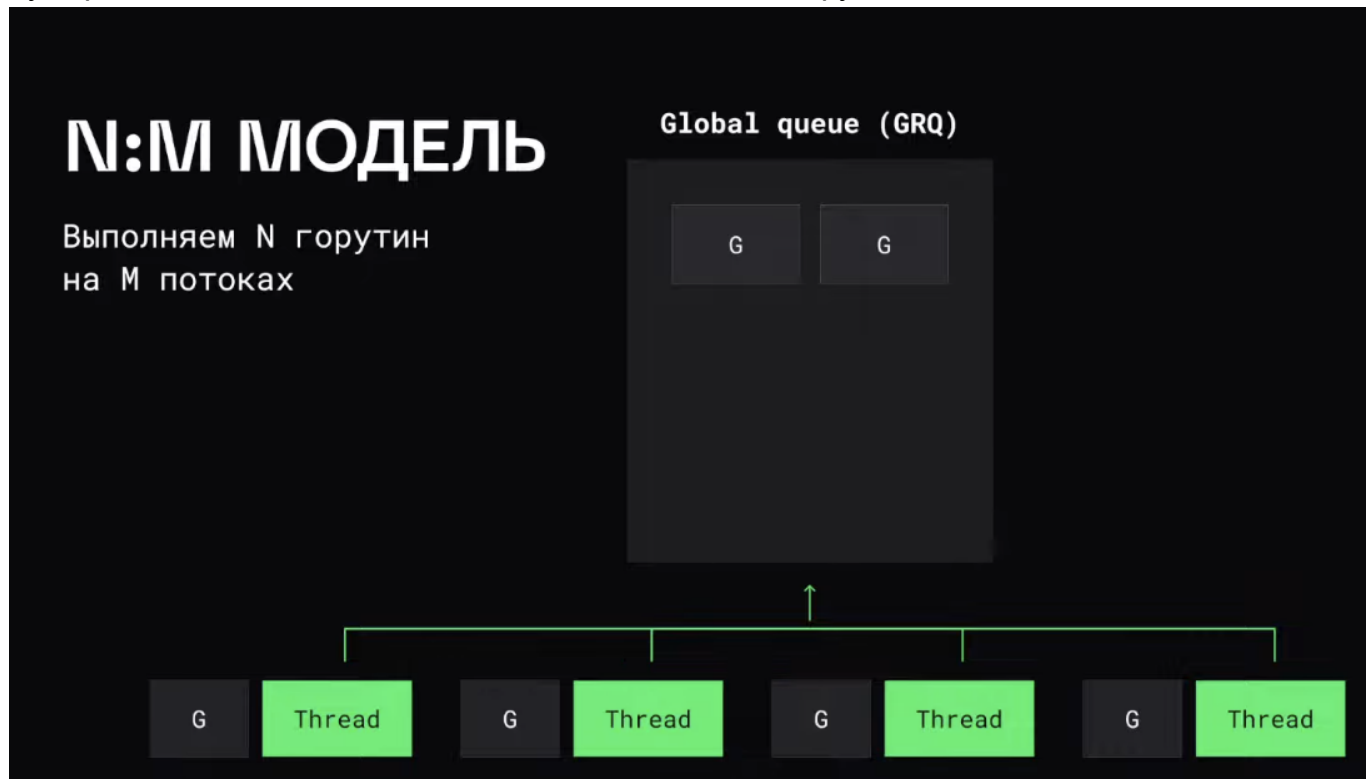 N:M МОДЕЛЬ
Выполняем N горутин
на M потоках
Global queue (GRQ)
G G
G Thread G Thread G Thread G Thread